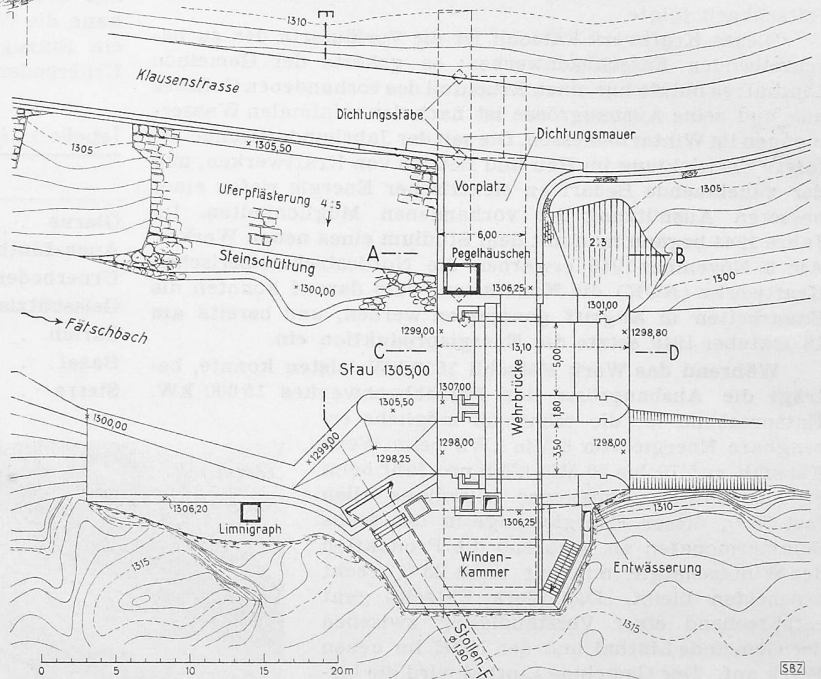 1310
Klausenstrasse
Dichtungsstäbe
Dichtungsmauer
1305
1305,50
Uferpflästerung 4:5
Vorplatz
1305
6,00
A
Steinschüttung
Pegelhäuschen
2:3
B
1300,00
1306,25
1300
1301,00
Fätschbach
1299,00
1298,80
C
Stau 1305,00
13,10
5,00
D
1307,00
1305,50
Wehrbrücke
1,80
1300,00
1299,00
1298,00
1298,25
3,50
1298,00
1306,20
1306,25
1310
Limnigraph
Winden-
Kammer
Entwässerung
1315
1315
Stollen-
d 1,90
0 5 10 15 20m
SBZ